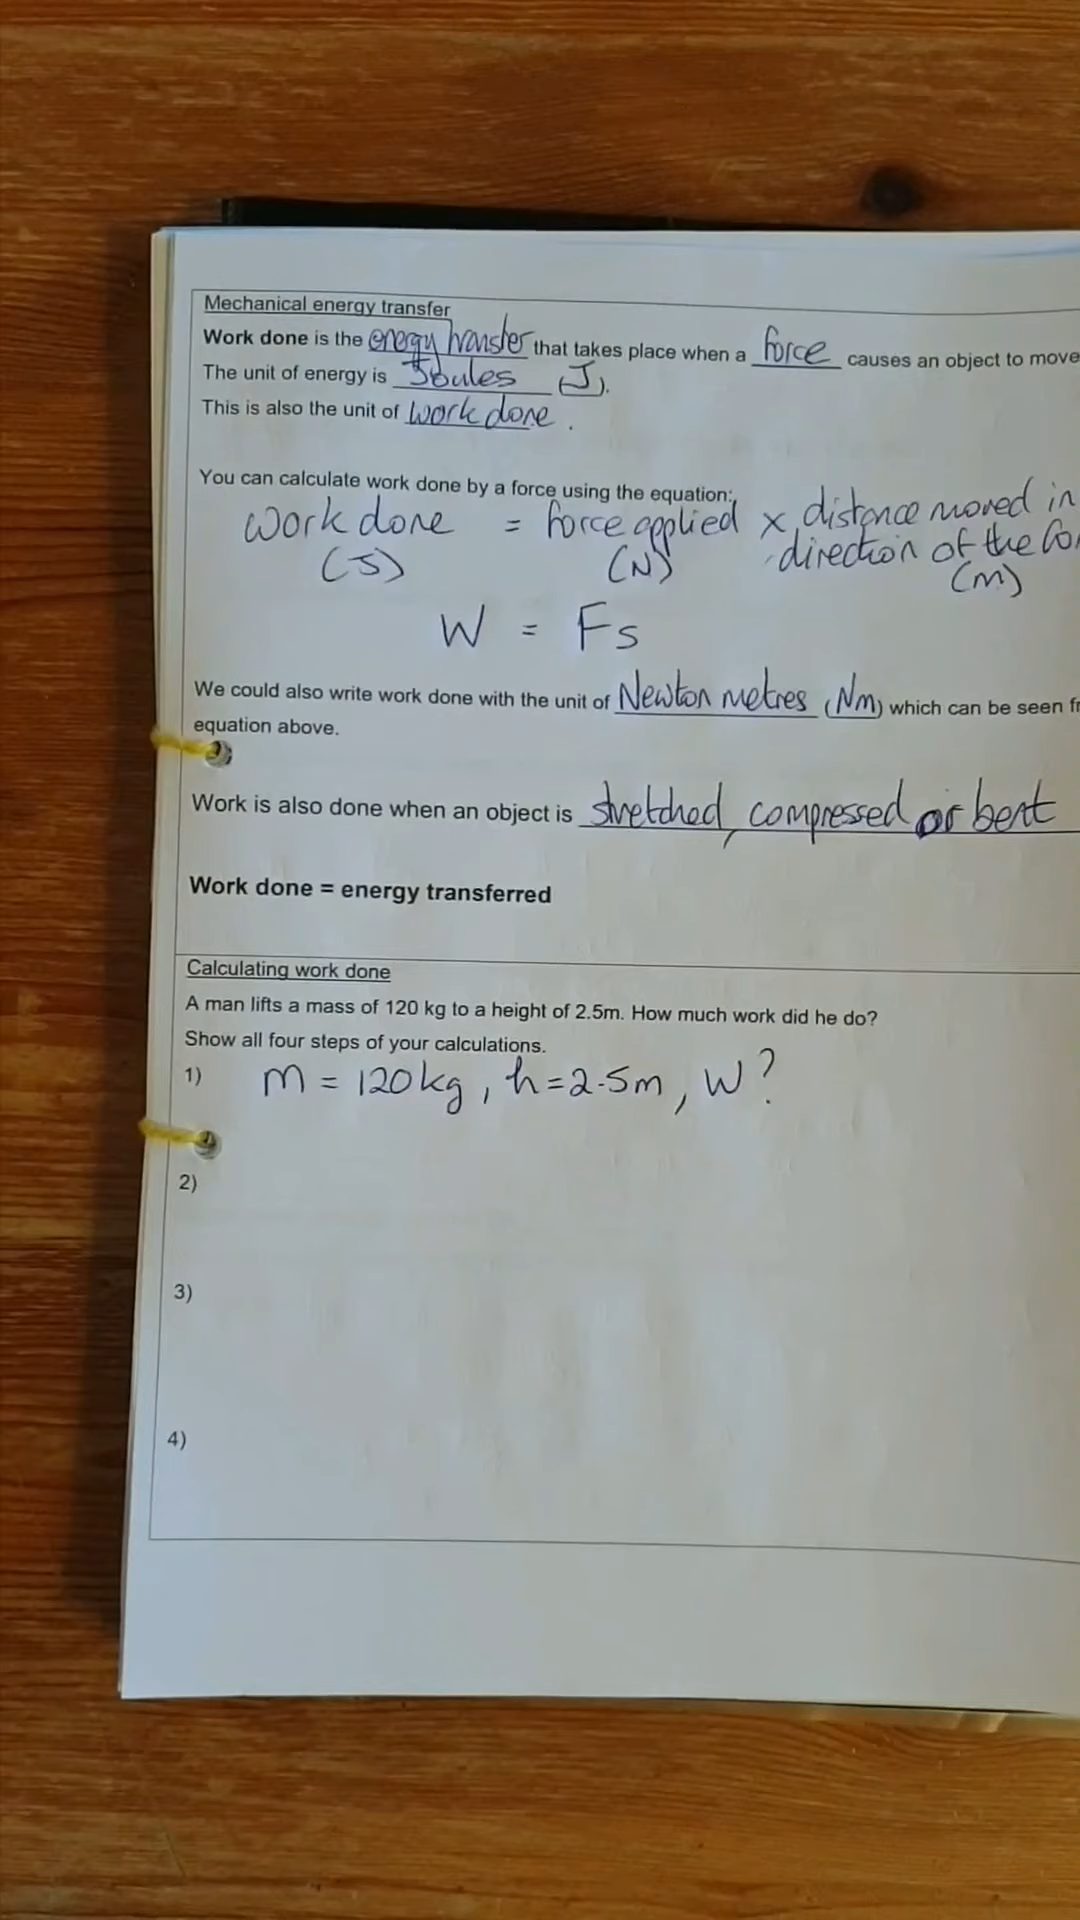 Mechanical energy transfer
Work done is the energy transfer that takes place when a force causes an object to move
The unit of energy is Joules (J).
This is also the unit of work done.
You can calculate work done by a force using the equation:
work done = force applied x distance moved in
direction of the
(J) (N) (m)
W = Fs
We could also write work done with the unit of Newton metres (Nm) which can be seen
equation above.
Work is also done when an object is stretched, compressed or bent
Work done = energy transferred
Calculating work done
A man lifts a mass of 120 kg to a height of 2.5m. How much work did he do?
Show all four steps of your calculations.
1) m = 120kg, h=2.5m, W?
2)
3)
4)